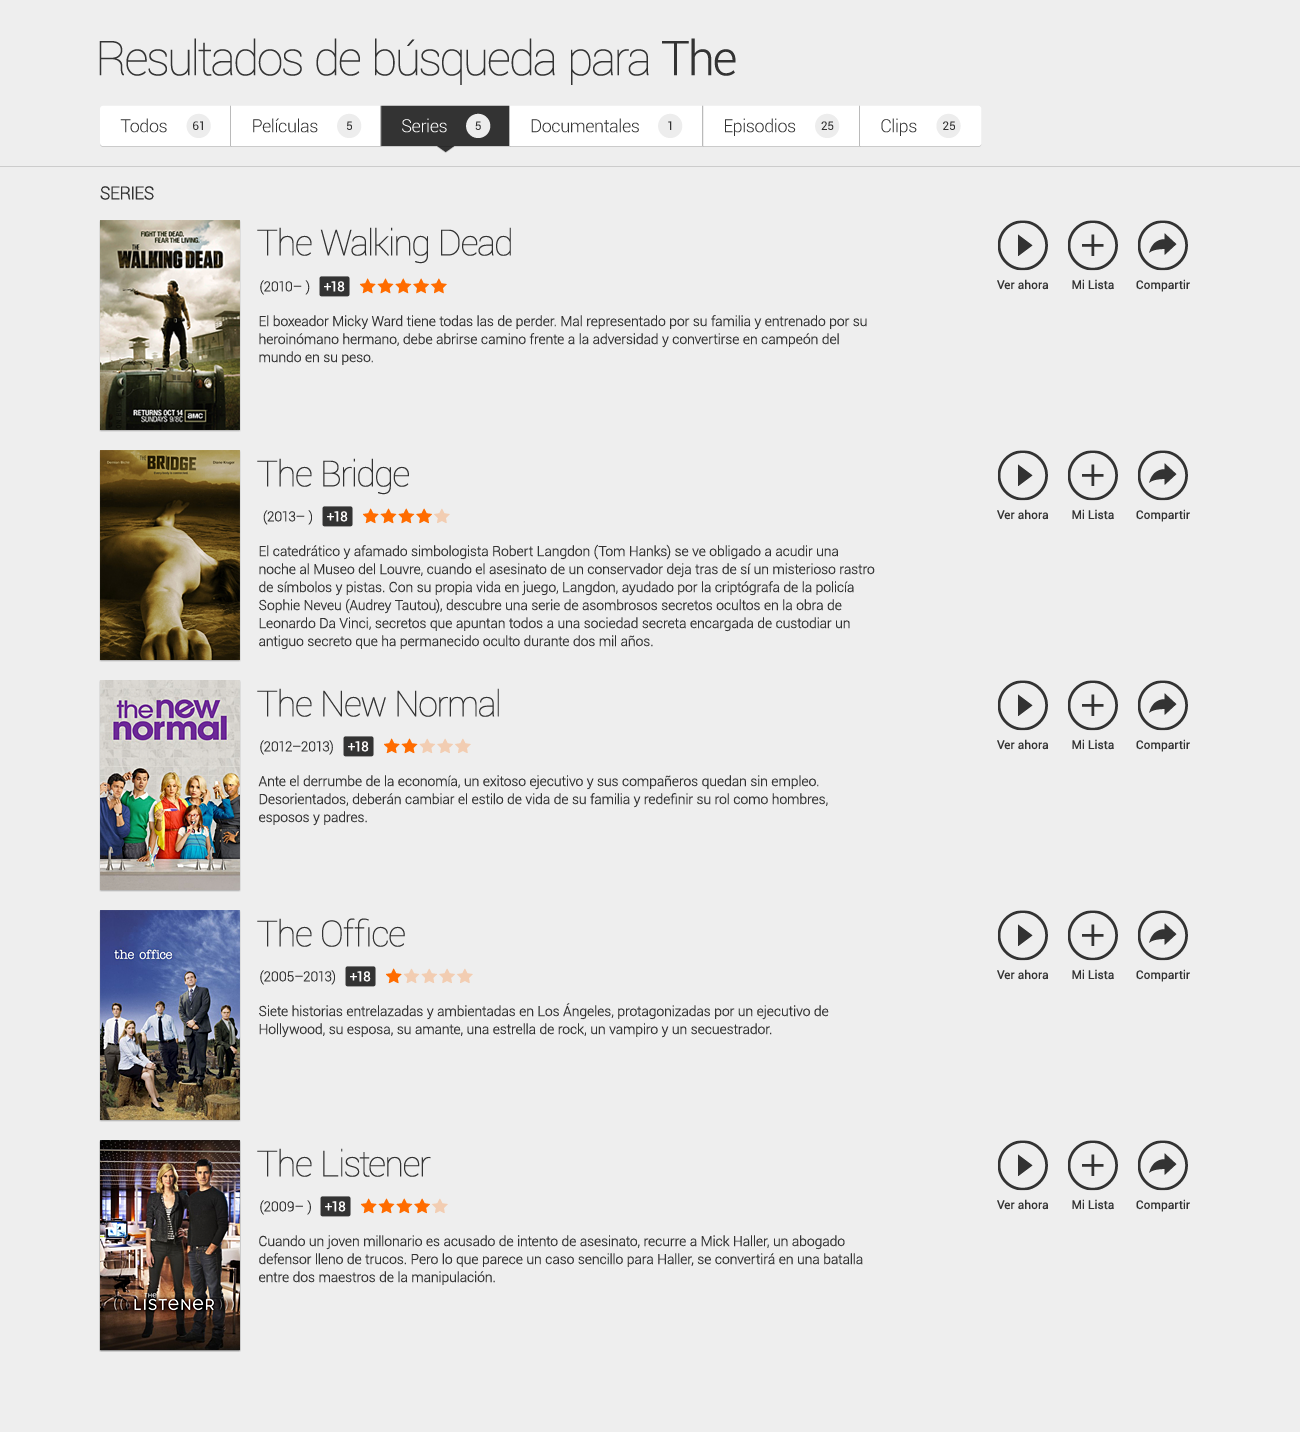 Resultados de búsqueda para The
Todos 61 Películas 5 Series 5 Documentales 1 Episodios 25 Clips 25
SERIES
FIGHT THE DEAD.
FEAR THE LIVING.
THE
WALKING DEAD
RETURNS OCT 14
SUNDAYS 9/8C amc
The Walking Dead
(2010– ) +18
El boxeador Micky Ward tiene todas las de perder. Mal representado por su familia y entrenado por su
heroinómano hermano, debe abrirse camino frente a la adversidad y convertirse en campeón del
mundo en su peso.
Ver ahora Mi Lista Compartir
THE BRIDGE
The Bridge
(2013– ) +18
El catedrático y afamado simbologista Robert Langdon (Tom Hanks) se ve obligado a acudir una
noche al Museo del Louvre, cuando el asesinato de un conservador deja tras de sí un misterioso rastro
de símbolos y pistas. Con su propia vida en juego, Langdon, ayudado por la criptógrafa de la policía
Sophie Neveu (Audrey Tautou), descubre una serie de asombrosos secretos ocultos en la obra de
Leonardo Da Vinci, secretos que apuntan todos a una sociedad secreta encargada de custodiar un
antiguo secreto que ha permanecido oculto durante dos mil años.
Ver ahora Mi Lista Compartir
the new
normal
The New Normal
(2012–2013) +18
Ante el derrumbe de la economía, un exitoso ejecutivo y sus compañeros quedan sin empleo.
Desorientados, deberán cambiar el estilo de vida de su familia y redefinir su rol como hombres,
esposos y padres.
Ver ahora Mi Lista Compartir
the office
The Office
(2005–2013) +18
Siete historias entrelazadas y ambientadas en Los Ángeles, protagonizadas por un ejecutivo de
Hollywood, su esposa, su amante, una estrella de rock, un vampiro y un secuestrador.
Ver ahora Mi Lista Compartir
THE
LISTENER
The Listener
(2009– ) +18
Cuando un joven millonario es acusado de intento de asesinato, recurre a Mick Haller, un abogado
defensor lleno de trucos. Pero lo que parece un caso sencillo para Haller, se convertirá en una batalla
entre dos maestros de la manipulación.
Ver ahora Mi Lista Compartir